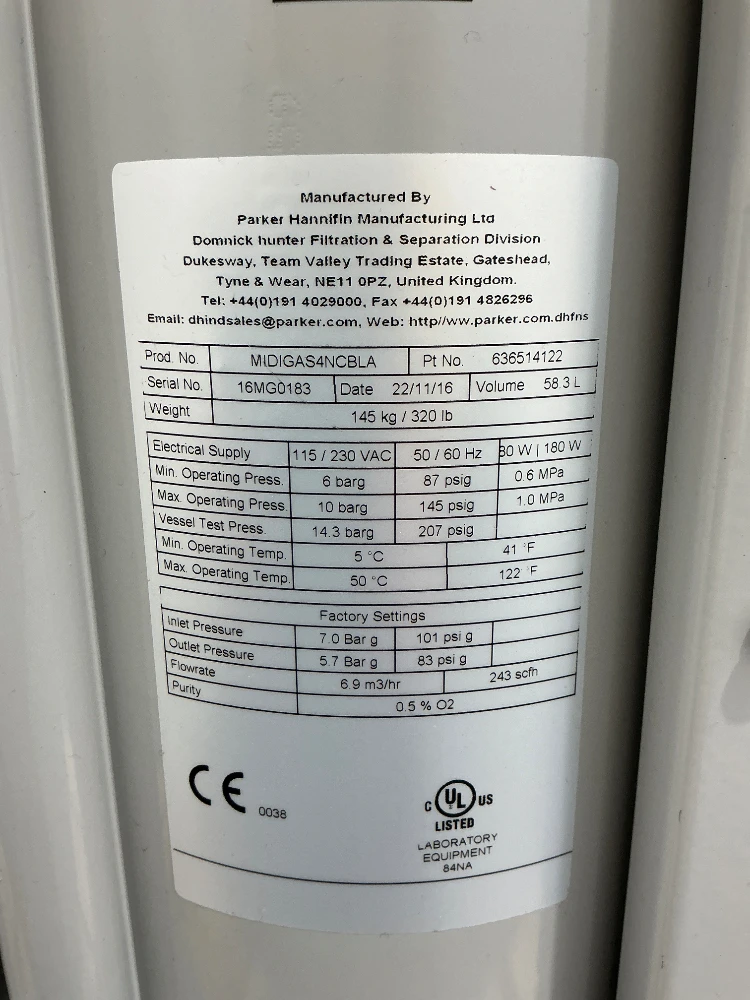 Manufactured By
Parker Hannifin Manufacturing Ltd
Domnick hunter Filtration & Separation Division
Dukesway, Team Valley Trading Estate, Gateshead,
Tyne & Wear, NE11 0PZ, United Kingdom.
Tel: +44(0)191 4029000, Fax +44(0)191 4826296
Email: dhindsales@parker.com, Web: http//ww.parker.com.dhfns
Prod. No. MIDIGAS4NCBLA Pt No. 636514122
Serial No. 16MG0183 Date 22/11/16 Volume 58.3 L
Weight 145 kg / 320 lb
Electrical Supply 115 / 230 VAC 50 / 60 Hz 80 W | 180 W
Min. Operating Press. 6 barg 87 psig 0.6 MPa
Max. Operating Press. 10 barg 145 psig 1.0 MPa
Vessel Test Press. 14.3 barg 207 psig
Min. Operating Temp. 5 °C 41 °F
Max. Operating Temp. 50 °C 122 °F
Factory Settings
Inlet Pressure 7.0 Bar g 101 psi g
Outlet Pressure 5.7 Bar g 83 psi g
Flowrate 6.9 m3/hr 243 scfh
Purity 0.5 % O2
CE 0038
C UL US
LISTED
LABORATORY
EQUIPMENT
84NA